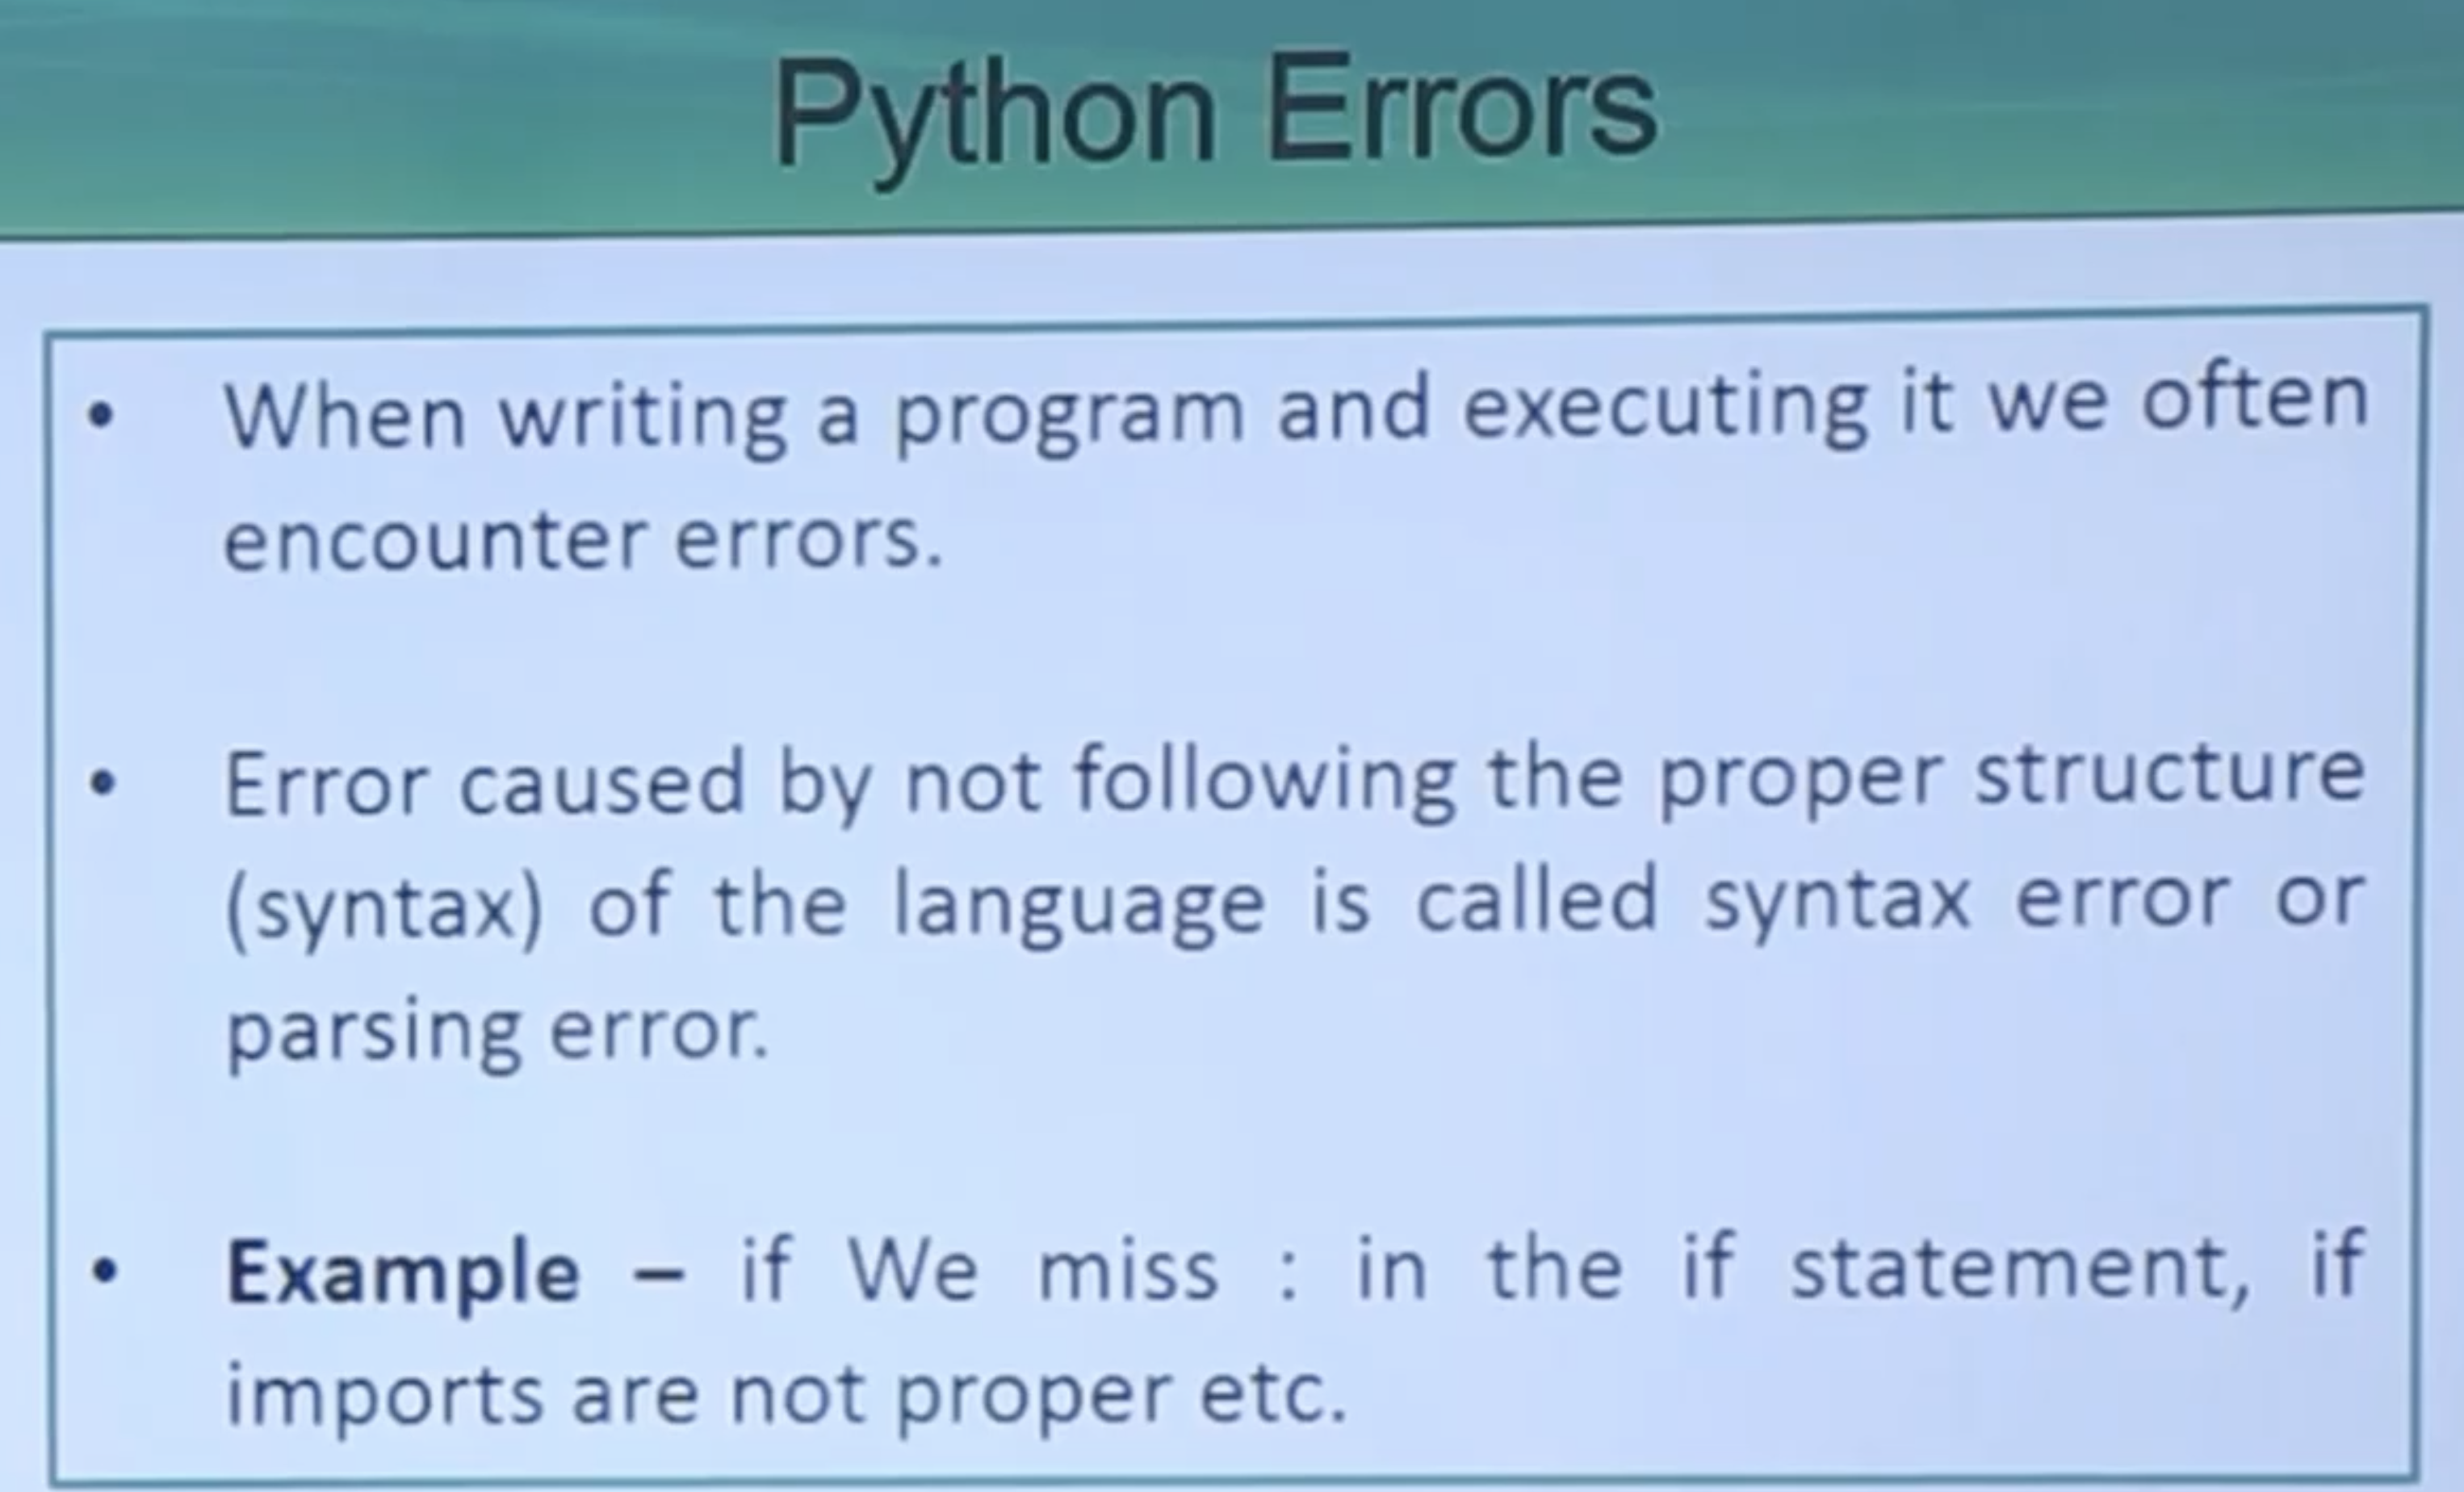 Python Errors
• When writing a program and executing it we often
encounter errors.
• Error caused by not following the proper structure
(syntax) of the language is called syntax error or
parsing error.
• Example – if We miss : in the if statement, if
imports are not proper etc.